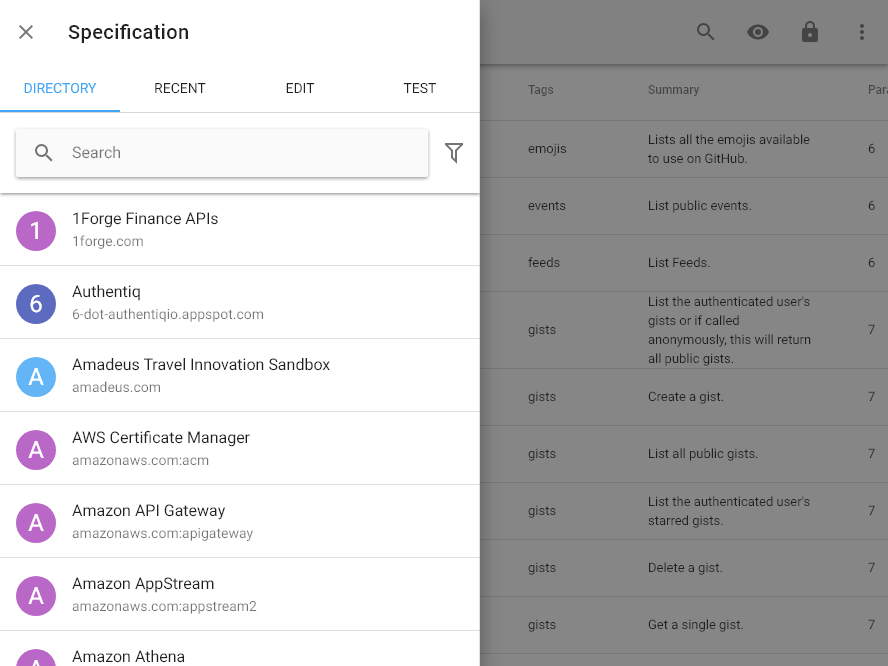 Specification
DIRECTORY RECENT EDIT TEST
Search
1 1Forge Finance APIs
1forge.com
6 Authentiq
6-dot-authentiqio.appspot.com
A Amadeus Travel Innovation Sandbox
amadeus.com
A AWS Certificate Manager
amazonaws.com:acm
A Amazon API Gateway
amazonaws.com:apigateway
A Amazon AppStream
amazonaws.com:appstream2
A Amazon Athena
Tags Summary Para
emojis Lists all the emojis available
to use on GitHub. 6
events List public events. 6
feeds List Feeds. 6
gists List the authenticated user's
gists or if called
anonymously, this will return
all public gists. 7
gists Create a gist. 7
gists List all public gists. 7
gists List the authenticated user's
starred gists. 7
gists Delete a gist. 7
gists Get a single gist. 7